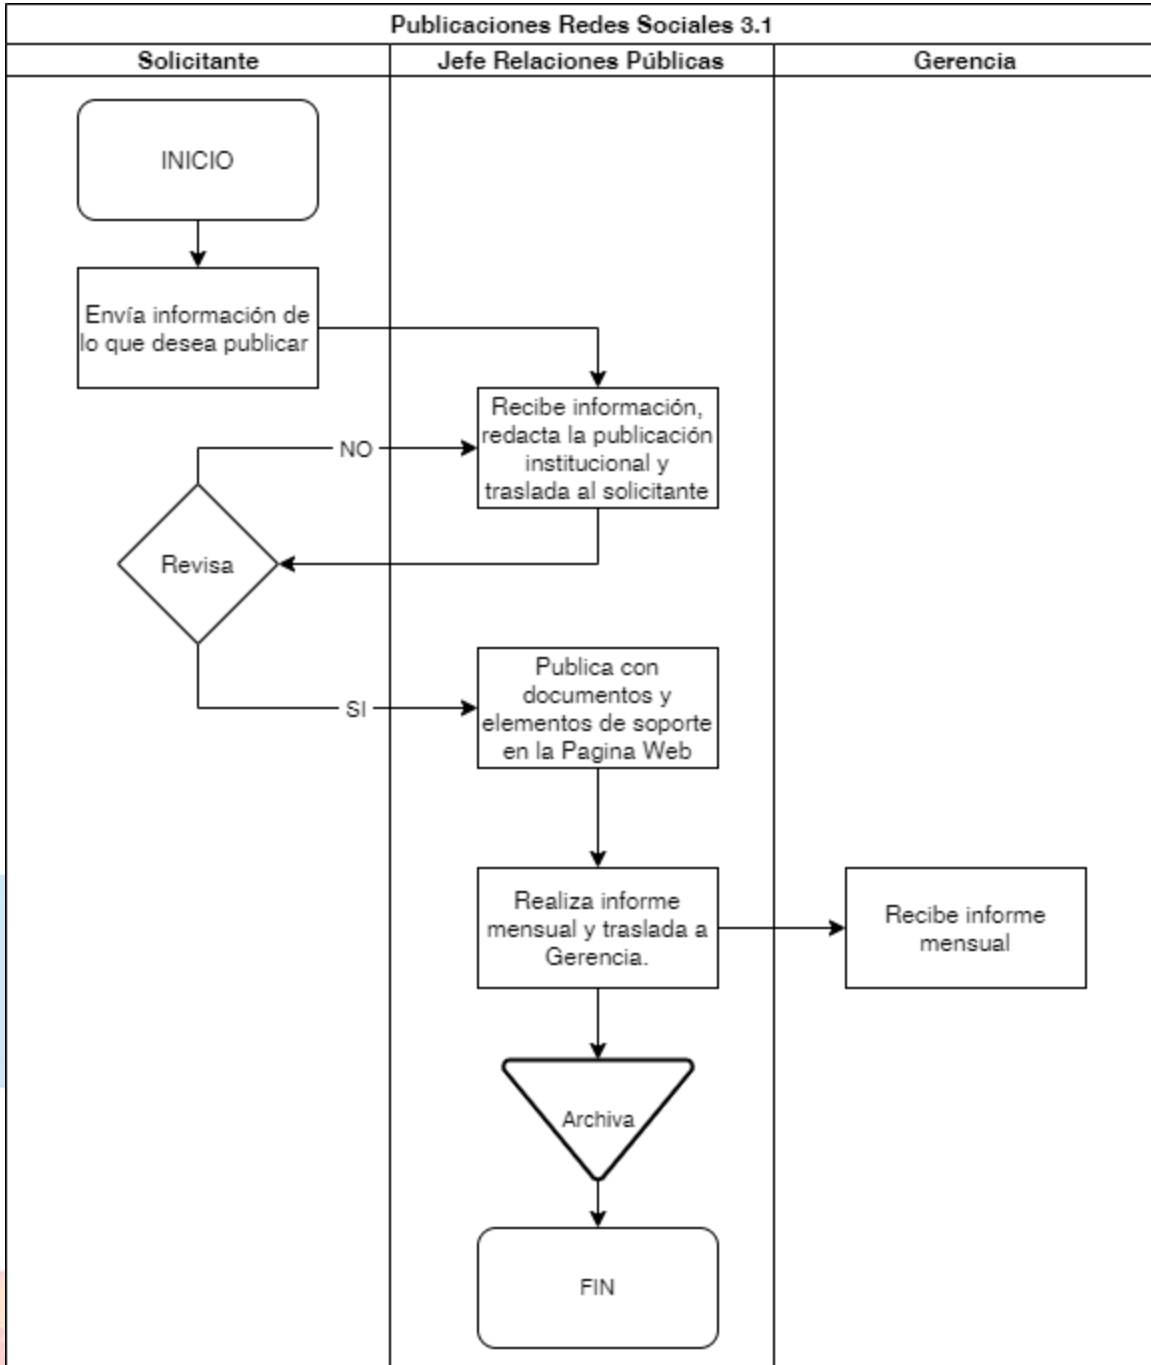 Publicaciones Redes Sociales 3.1
Solicitante
Jefe Relaciones Públicas
Gerencia
INICIO
Envía información de
lo que desea publicar
Recibe información,
redacta la publicación
institucional y
traslada al solicitante
NO
Revisa
SI
Publica con
documentos y
elementos de soporte
en la Pagina Web
Realiza informe
mensual y traslada a
Gerencia.
Recibe informe
mensual
Archiva
FIN